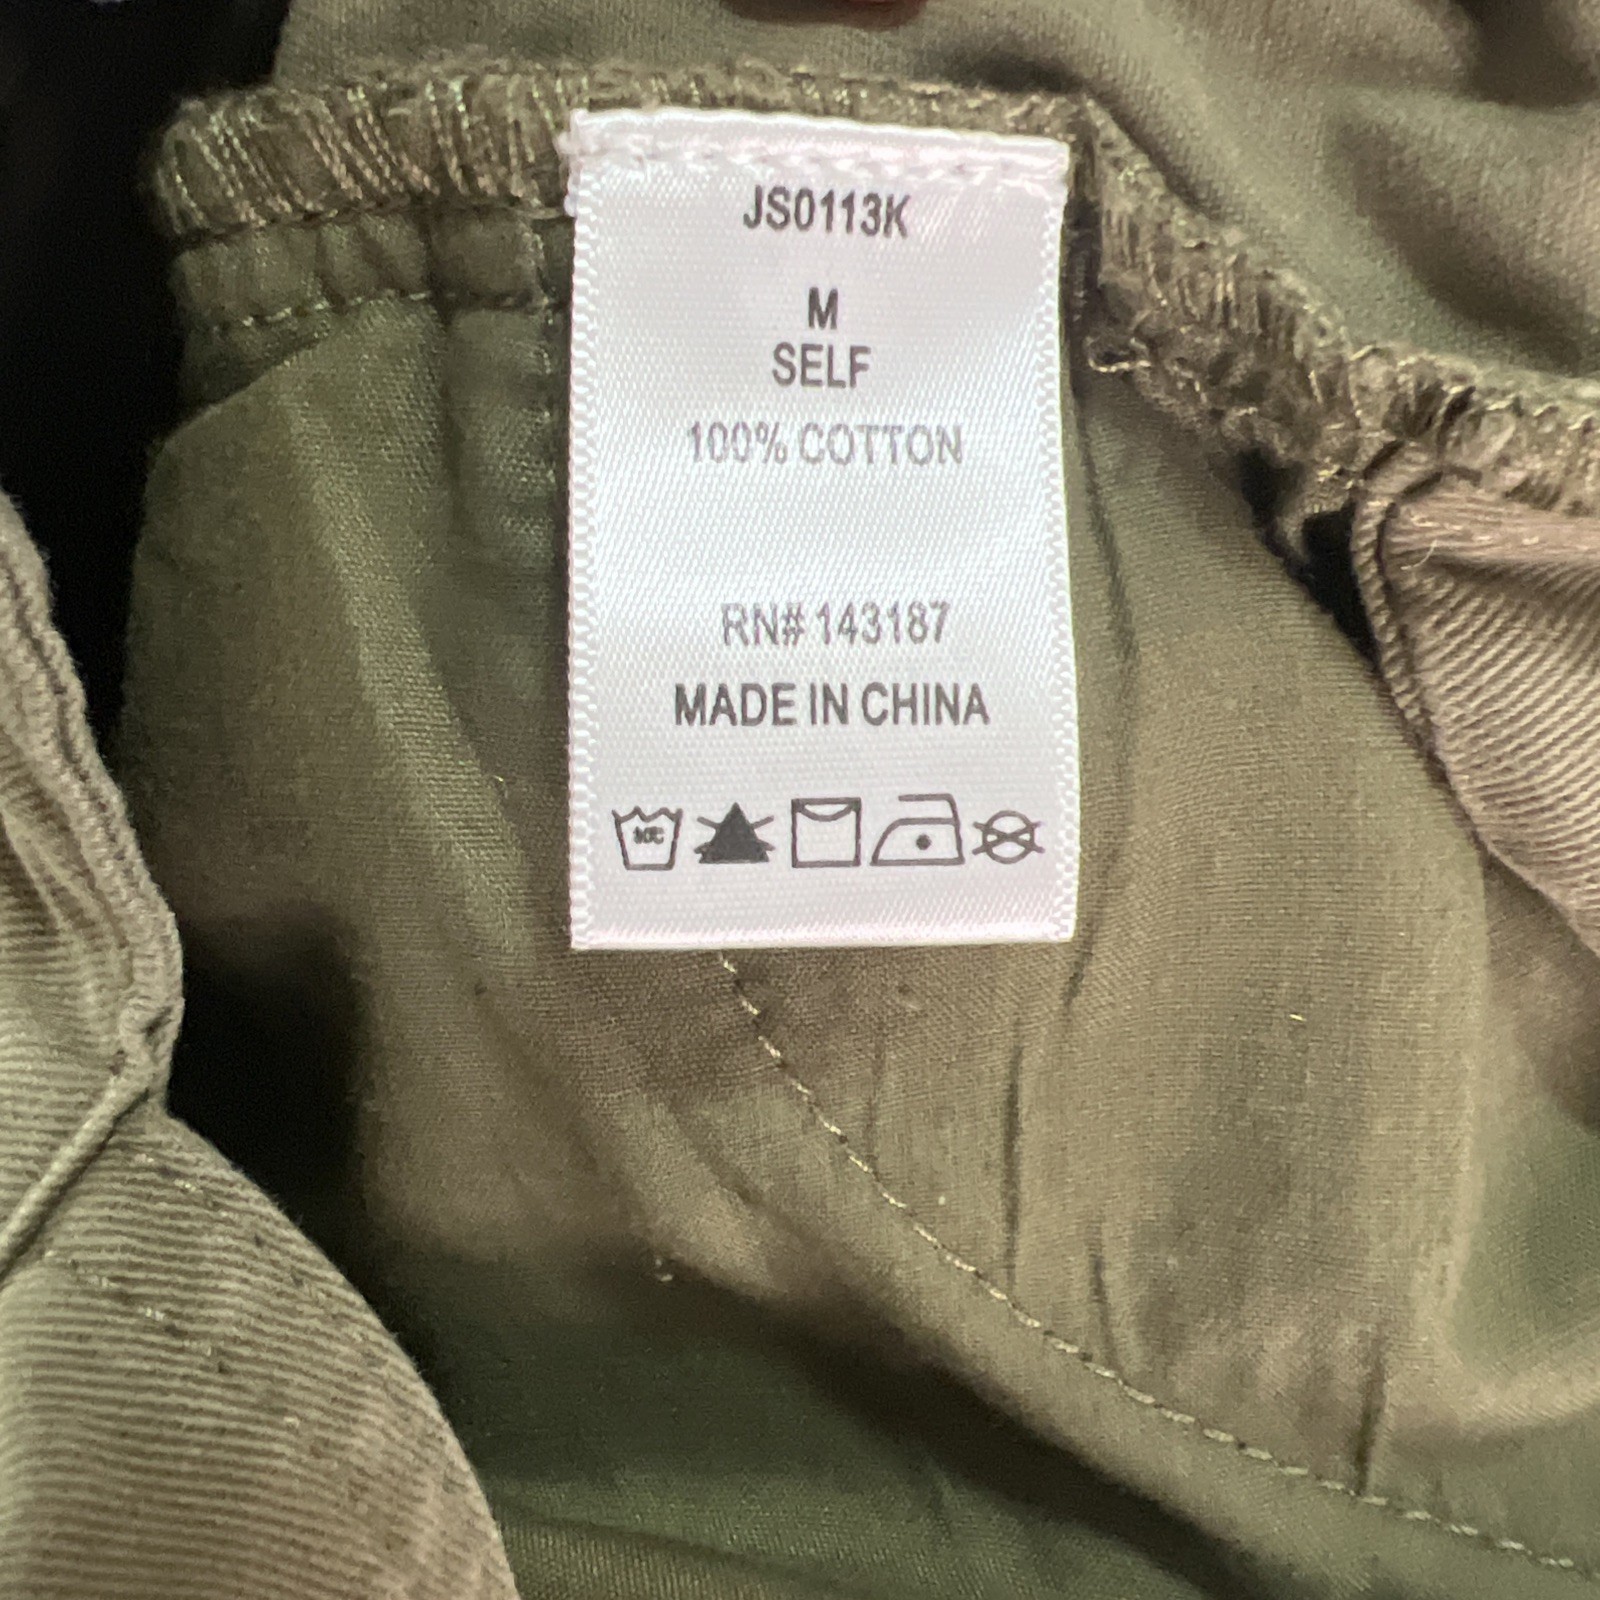 JS0113K
M
SELF
100% COTTON
RN# 143187
MADE IN CHINA